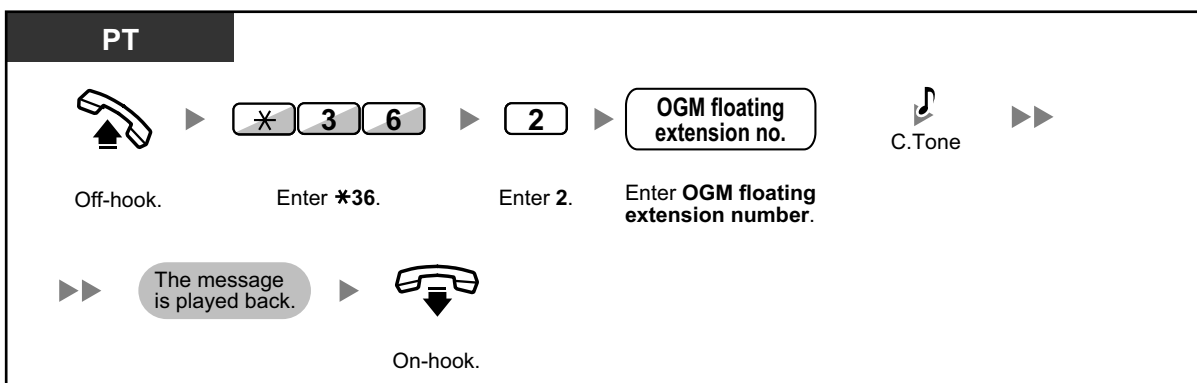 PT
✳ 3 6
2
OGM floating
extension no.
C.Tone
Off-hook.
Enter ✳36.
Enter 2.
Enter OGM floating
extension number.
The message
is played back.
On-hook.